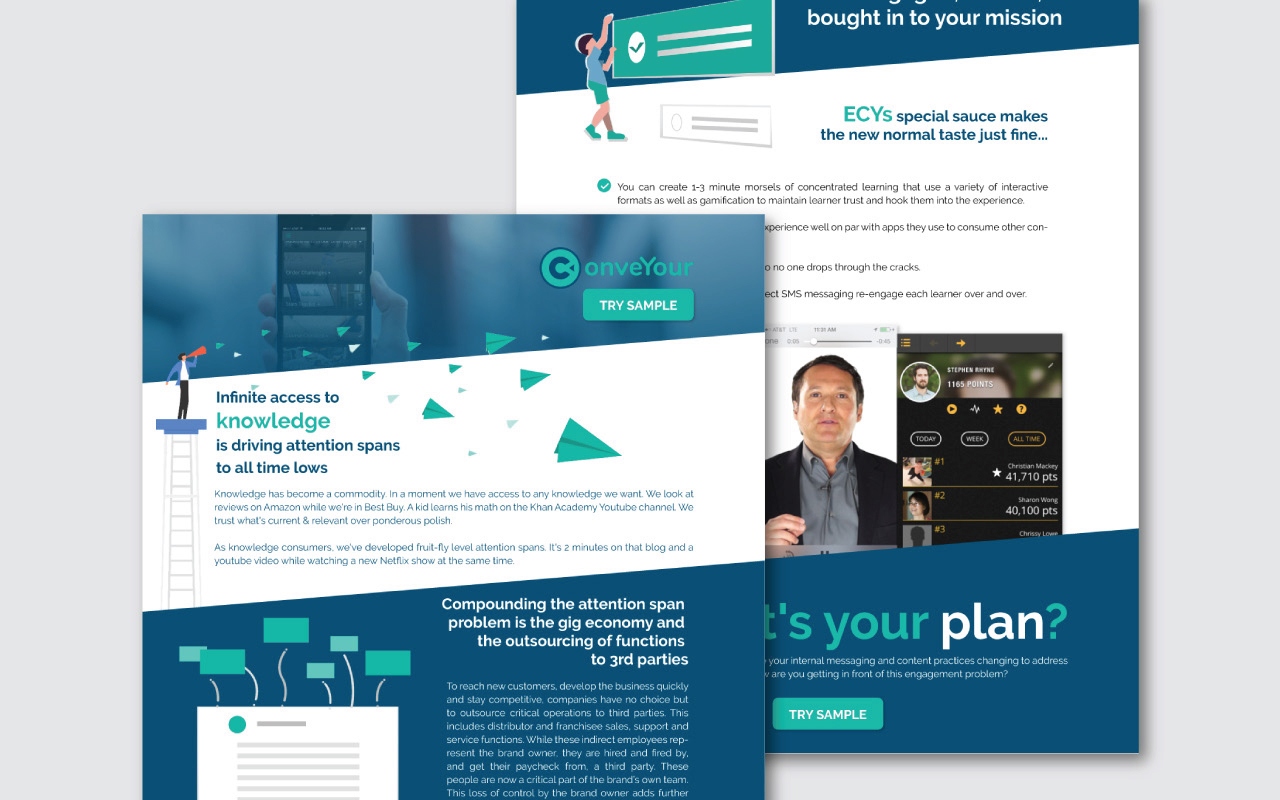 bought in to your mission
ECYs special sauce makes
the new normal taste just fine...
You can create 1-3 minute morsels of concentrated learning that use a variety of interactive
formats as well as gamification to maintain learner trust and hook them into the experience.
xperience well on par with apps they use to consume other con-
o no one drops through the cracks.
ect SMS messaging re-engage each learner over and over.
AT&T LTE 11:31 AM
one 0:05 -0:45
STEPHEN RHYNE
1165 POINTS
TODAY WEEK ALL TIME
#1
Christian Mackey
41,710 pts
#2
Sharon Wong
40,100 pts
#3
Chrissy Lowe
t's your plan?
your internal messaging and content practices changing to address
are you getting in front of this engagement problem?
TRY SAMPLE
ConveYour
TRY SAMPLE
Infinite access to
knowledge
is driving attention spans
to all time lows
Knowledge has become a commodity. In a moment we have access to any knowledge we want. We look at
reviews on Amazon while we're in Best Buy. A kid learns his math on the Khan Academy Youtube channel. We
trust what's current & relevant over ponderous polish.
As knowledge consumers, we've developed fruit-fly level attention spans. It's 2 minutes on that blog and a
youtube video while watching a new Netflix show at the same time.
Compounding the attention span
problem is the gig economy and
the outsourcing of functions
to 3rd parties
To reach new customers, develop the business quickly
and stay competitive, companies have no choice but
to outsource critical operations to third parties. This
includes distributor and franchisee sales, support and
service functions. While these indirect employees rep-
resent the brand owner, they are hired and fired by,
and get their paycheck from, a third party. These
people are now a critical part of the brand's own team.
This loss of control by the brand owner adds further